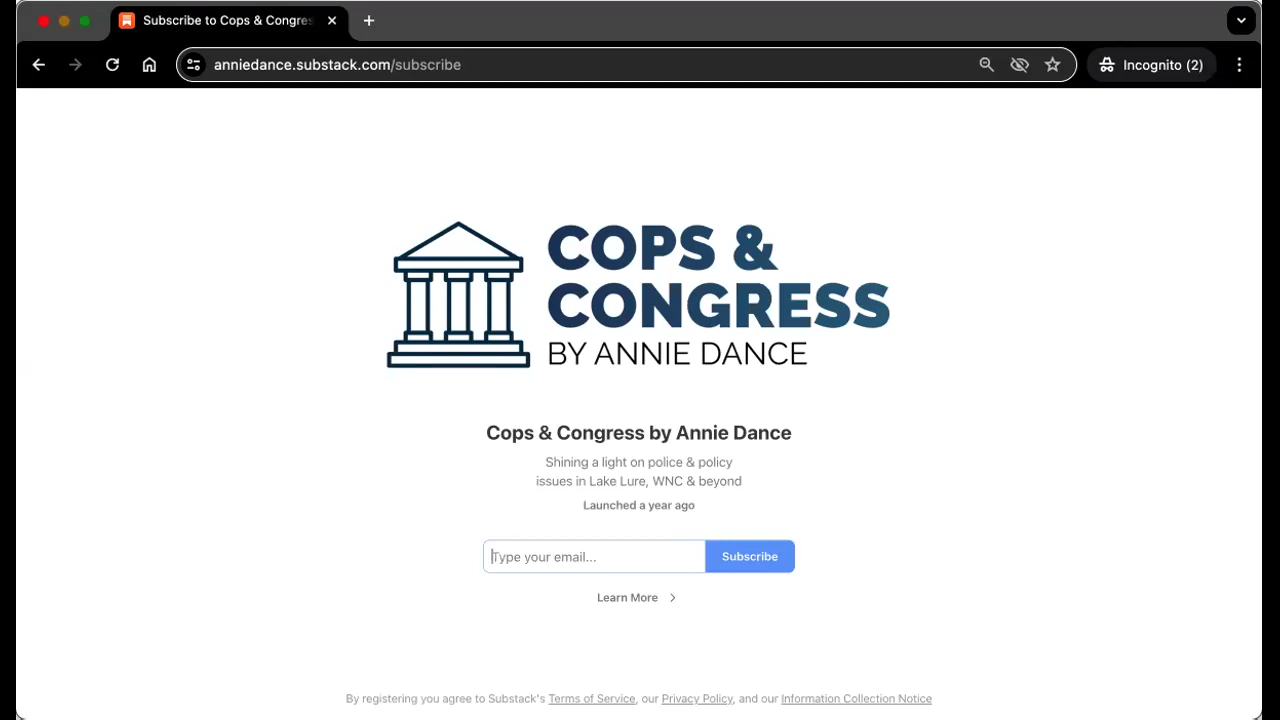 Subscribe to Cops & Congres
anniedance.substack.com/subscribe
Incognito (2)
COPS &
CONGRESS
BY ANNIE DANCE
Cops & Congress by Annie Dance
Shining a light on police & policy
issues in Lake Lure, WNC & beyond
Launched a year ago
Type your email...
Subscribe
Learn More
By registering you agree to Substack's Terms of Service, our Privacy Policy, and our Information Collection Notice